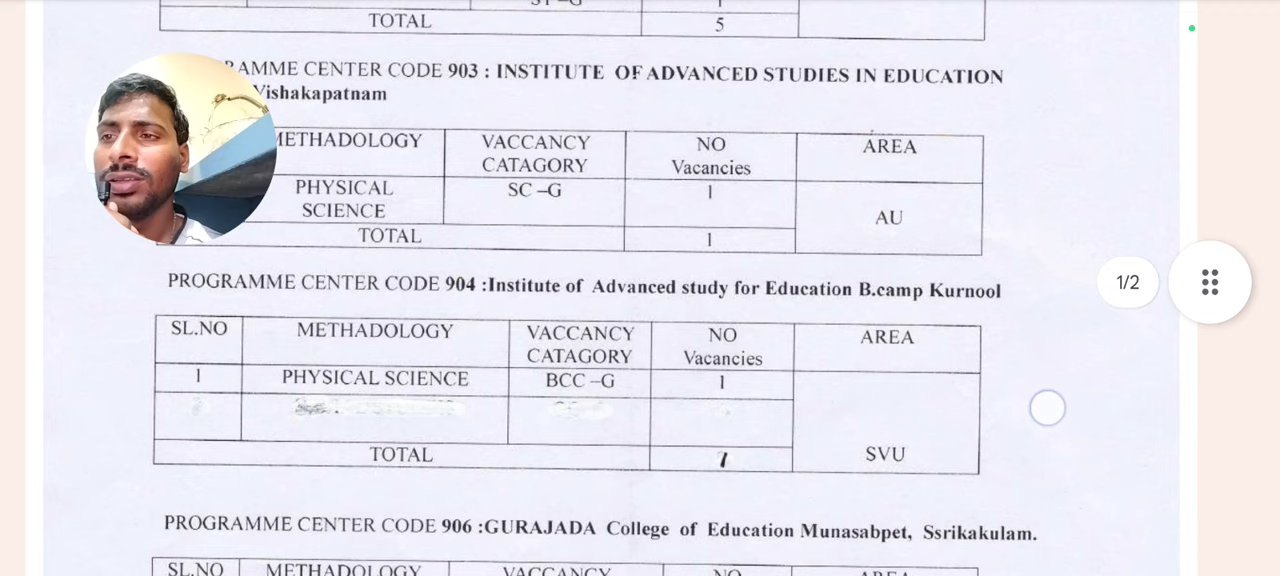 TOTAL 5
AMME CENTER CODE 903 : INSTITUTE OF ADVANCED STUDIES IN EDUCATION
Vishakapatnam
METHADOLOGY VACCANCY CATAGORY NO Vacancies AREA
PHYSICAL SCIENCE SC –G 1 AU
TOTAL 1
PROGRAMME CENTER CODE 904 :Institute of Advanced study for Education B.camp Kurnool
SL.NO METHADOLOGY VACCANCY CATAGORY NO Vacancies AREA
1 PHYSICAL SCIENCE BCC –G 1
TOTAL 1 SVU
PROGRAMME CENTER CODE 906 :GURAJADA College of Education Munasabpet, Ssrikakulam.
SL.NO METHADOLOGY VACCANCY NO AREA
1/2